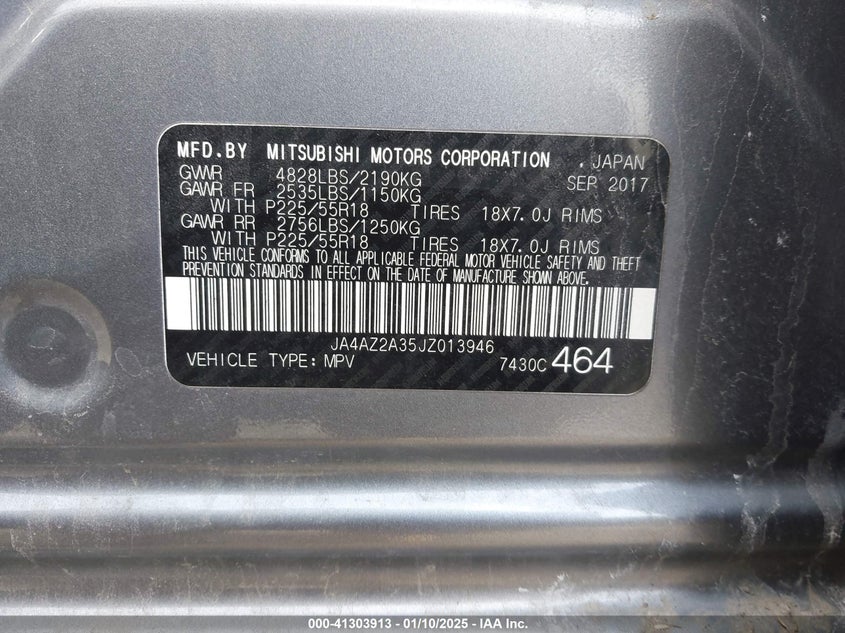 MFD.BY MITSUBISHI MOTORS CORPORATION . JAPAN
GVWR 4828LBS/2190KG SEP 2017
GAWR FR 2535LBS/1150KG
WITH P225/55R18 TIRES 18X7.0J RIMS
GAWR RR 2756LBS/1250KG
WITH P225/55R18 TIRES 18X7.0J RIMS
THIS VEHICLE CONFORMS TO ALL APPLICABLE FEDERAL MOTOR VEHICLE SAFETY AND THEFT
PREVENTION STANDARDS IN EFFECT ON THE DATE OF MANUFACTURE SHOWN ABOVE.
JA4AZ2A35JZ013946
VEHICLE TYPE: MPV 7430C 464
000-41303913 - 01/10/2025 - IAA Inc.